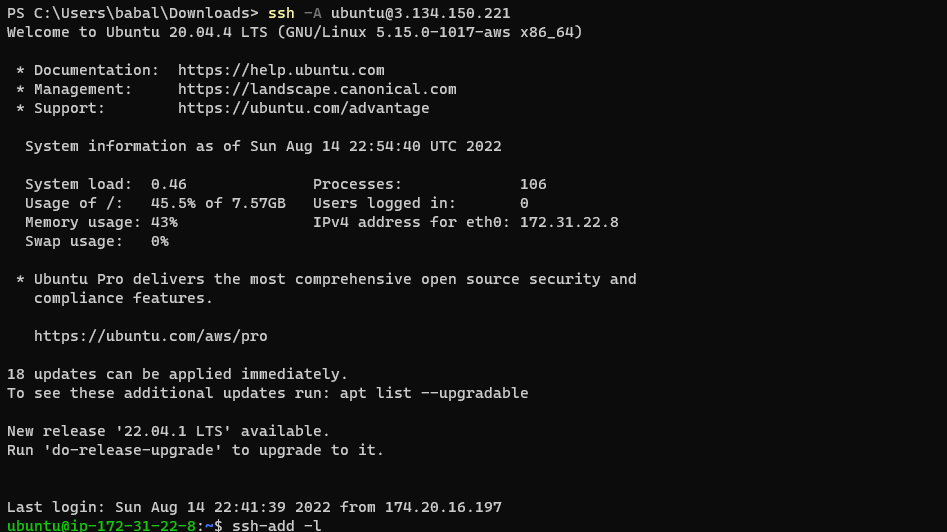 PS C:\Users\babal\Downloads> ssh -A ubuntu@3.134.150.221
Welcome to Ubuntu 20.04.4 LTS (GNU/Linux 5.15.0-1017-aws x86_64)
* Documentation:  https://help.ubuntu.com
* Management:     https://landscape.canonical.com
* Support:        https://ubuntu.com/advantage
System information as of Sun Aug 14 22:54:40 UTC 2022
System load:  0.46              Processes:             106
Usage of /:   45.5% of 7.57GB   Users logged in:       0
Memory usage: 43%               IPv4 address for eth0: 172.31.22.8
Swap usage:   0%
* Ubuntu Pro delivers the most comprehensive open source security and
compliance features.
https://ubuntu.com/aws/pro
18 updates can be applied immediately.
To see these additional updates run: apt list --upgradable
New release '22.04.1 LTS' available.
Run 'do-release-upgrade' to upgrade to it.
Last login: Sun Aug 14 22:41:39 2022 from 174.20.16.197
ubuntu@ip-172-31-22-8:~$ ssh-add -l